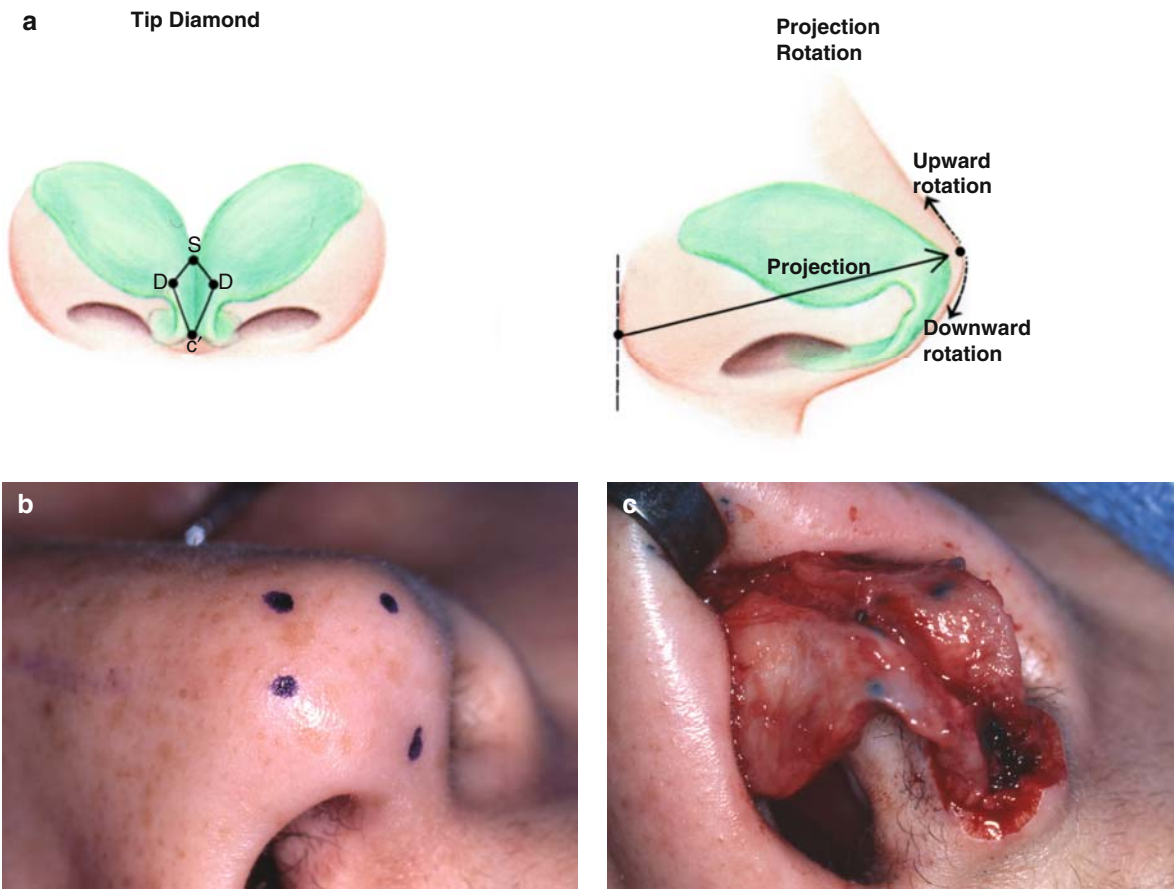 a
Tip Diamond
S
D
D
c′
Projection
Rotation
Upward
rotation
Projection
Downward
rotation
b
c